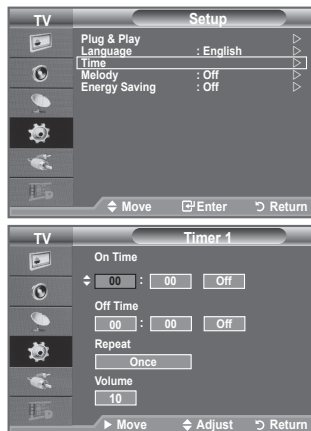 TV Setup
Plug & Play
Language : English
Time
Melody : Off
Energy Saving : Off
Move Enter Return
TV Timer 1
On Time
00 : 00 Off
Off Time
00 : 00 Off
Repeat
Once
Volume
10
Move Adjust Return